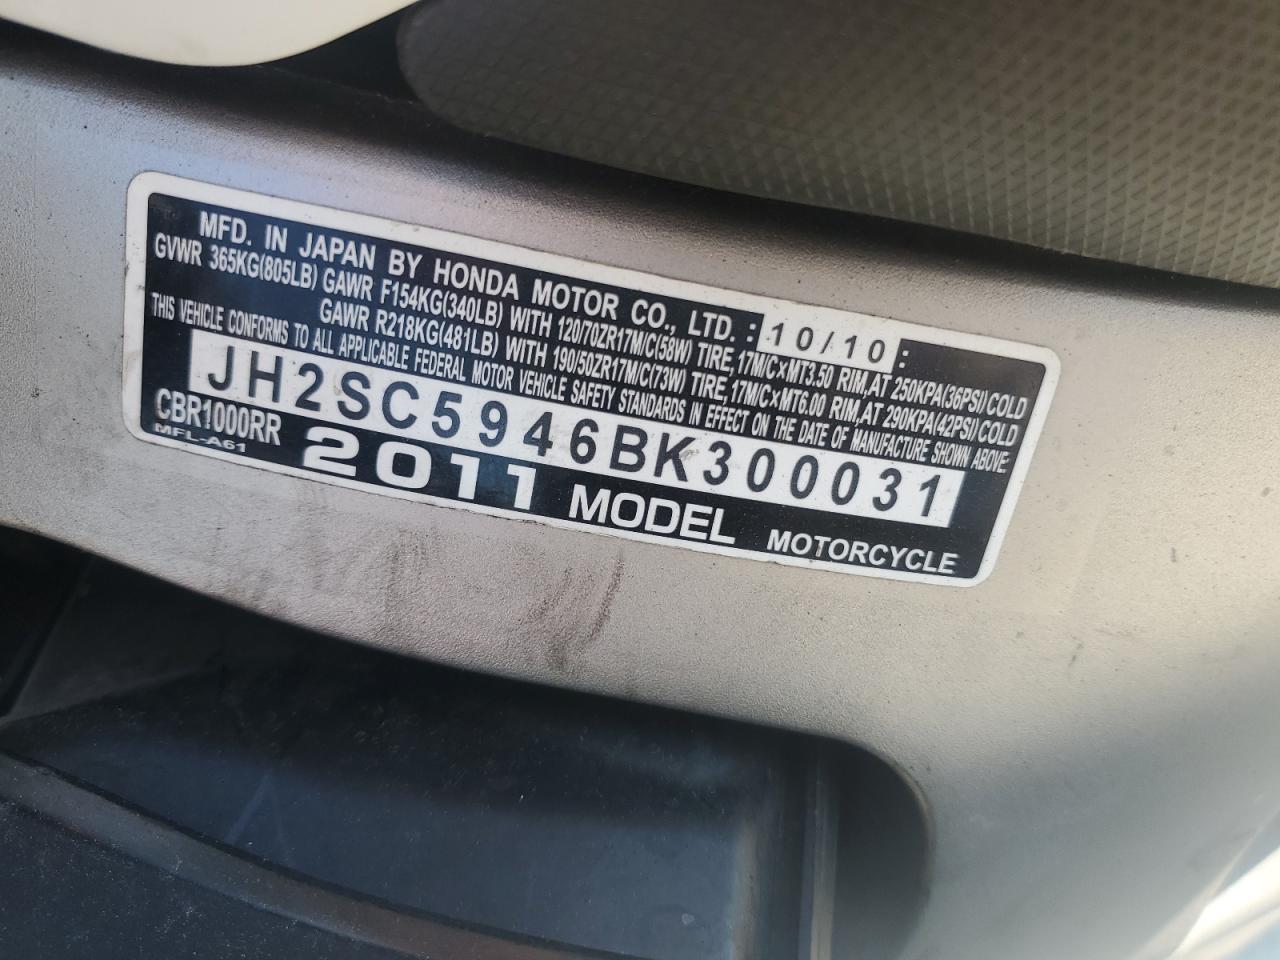 MFD. IN JAPAN BY HONDA MOTOR CO., LTD. : 10/10 :
GVWR 365KG(805LB) GAWR F154KG(340LB) WITH 120/70ZR17M/C(58W) TIRE,17M/C×MT3.50 RIM,AT 250KPA(36PSI)COLD
GAWR R218KG(481LB) WITH 190/50ZR17M/C(73W) TIRE,17M/C×MT6.00 RIM,AT 290KPA(42PSI)COLD
THIS VEHICLE CONFORMS TO ALL APPLICABLE FEDERAL MOTOR VEHICLE SAFETY STANDARDS IN EFFECT ON THE DATE OF MANUFACTURE SHOWN ABOVE.
JH2SC5946BK300031
CBR1000RR
MFL-A61
2011 MODEL MOTORCYCLE